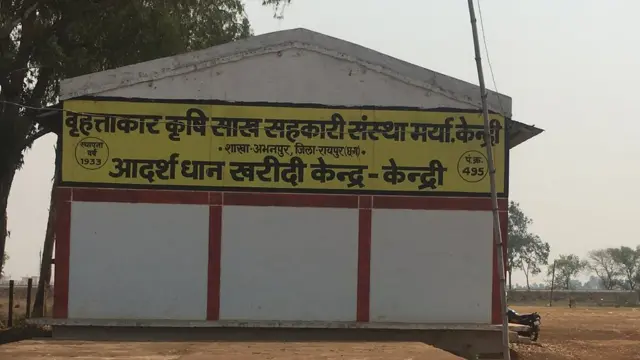 वृहत्ताकार कृषि साख सहकारी संस्था मर्या. केन्द्री
स्थापना
वर्ष
1933
• शाखा-अभनपुर, जिला-रायपुर (छ.ग.) •
पं.क्र.
495
आदर्श धान खरीदी केन्द्र - केन्द्री